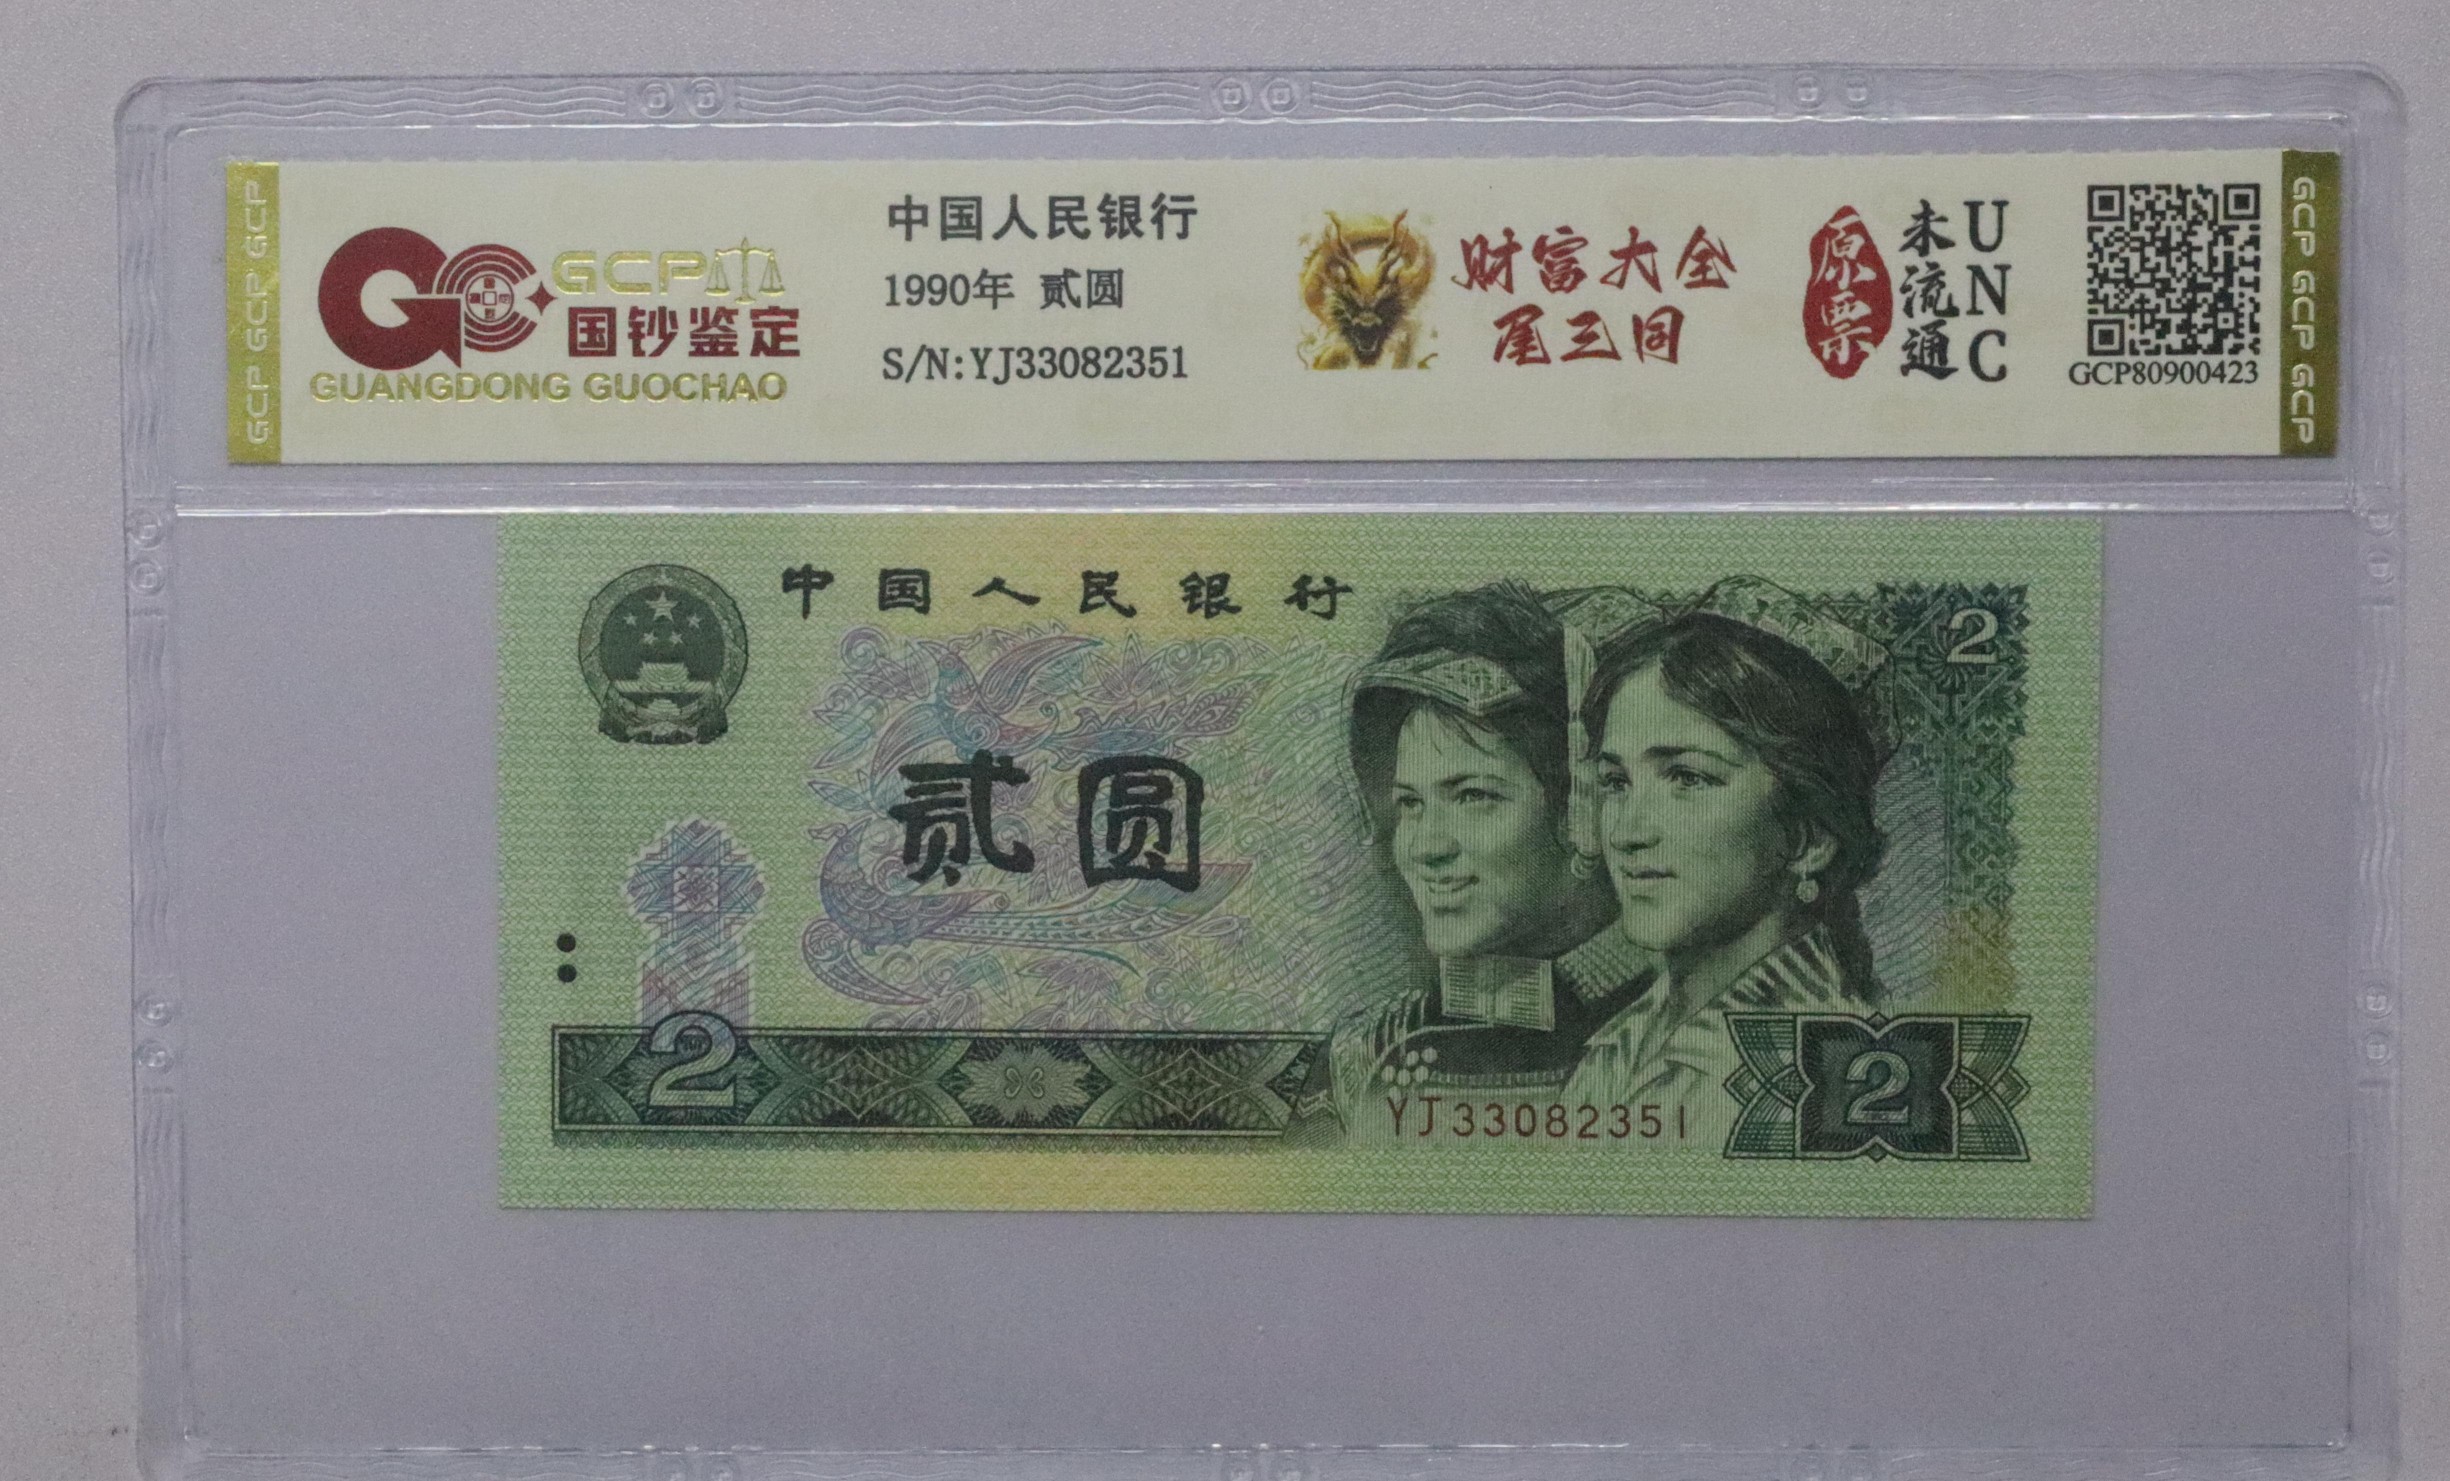 GCP GCP GCP
GCP
国钞鉴定
GUANGDONG GUOCHAO
中国人民银行
1990年 贰圆
S/N:YJ33082351
财富大全
尾三同
原票
未流通
UNC
GCP80900423
GCP GCP GCP
中国人民银行
2
贰圆
2
YJ33082351
2